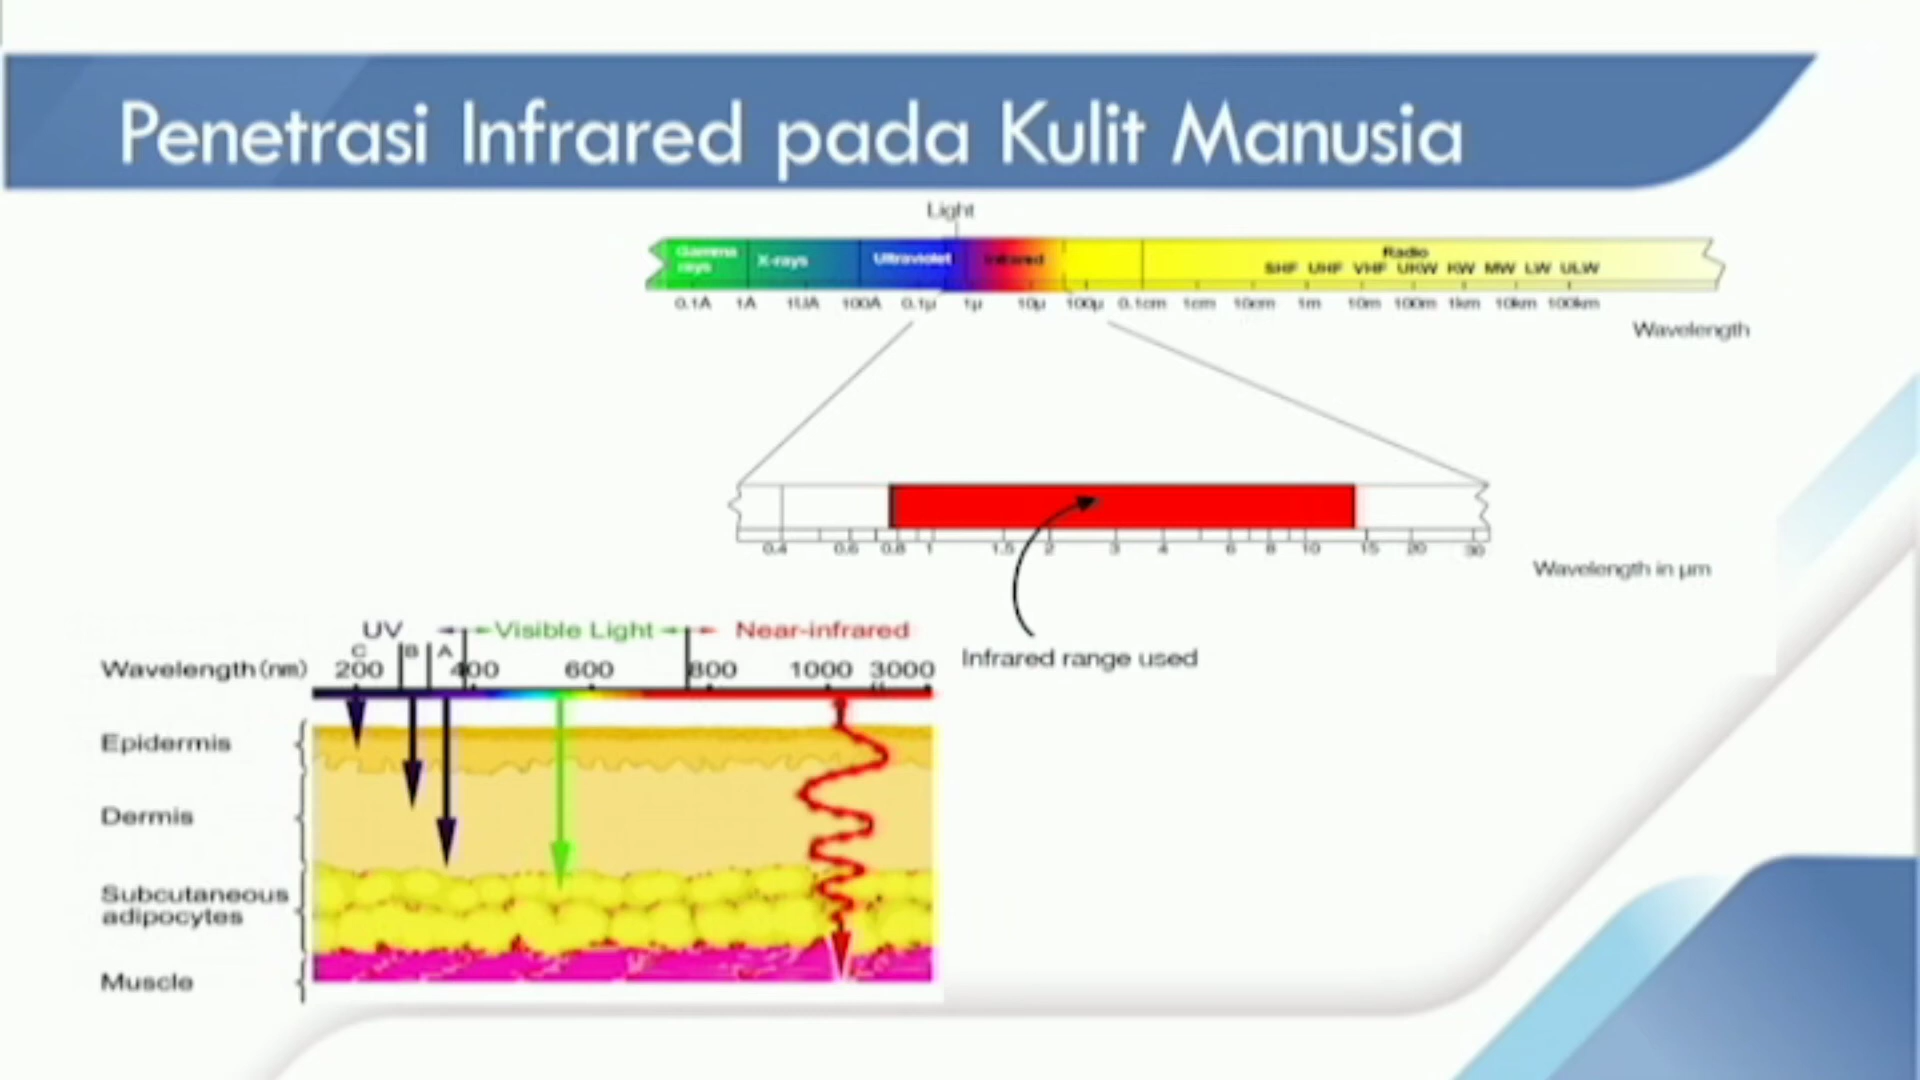 Penetrasi Infrared pada Kulit Manusia
Light
Gamma rays X-rays Ultraviolet Infrared Radio
SHF UHF VHF UKW KW MW LW ULW
0.1A 1A 100A 0.1µ 1µ 10µ 100µ 0.1cm 1cm 10cm 1m 10m 100m 1km 10km 100km
Wavelength
0.4 0.6 0.8 1 1.5 2 3 4 6 8 10 15 20 30
Wavelength in µm
Infrared range used
UV Visible Light Near-infrared
C B A
Wavelength (nm) 200 400 600 800 1000 3000
Epidermis
Dermis
Subcutaneous
adipocytes
Muscle